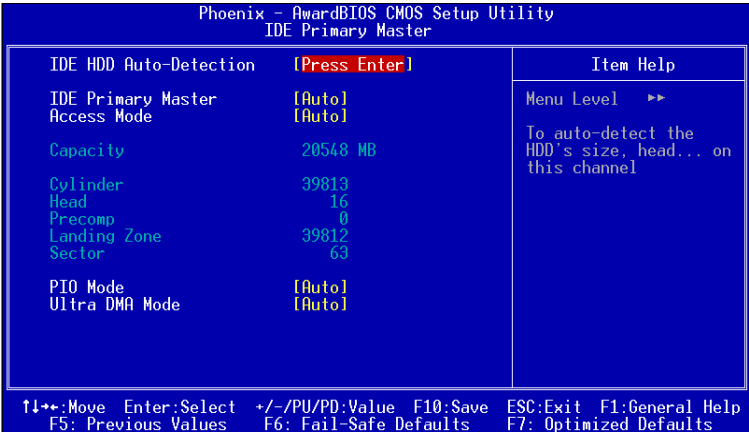 Phoenix - AwardBIOS CMOS Setup Utility
IDE Primary Master
IDE HDD Auto-Detection [Press Enter]
Item Help
IDE Primary Master [Auto]
Access Mode [Auto]
Capacity 20548 MB
Cylinder 39813
Head 16
Precomp 0
Landing Zone 39812
Sector 63
PIO Mode [Auto]
Ultra DMA Mode [Auto]
Menu Level ►►
To auto-detect the
HDD's size, head... on
this channel
↑↓→←:Move Enter:Select +/-/PU/PD:Value F10:Save ESC:Exit F1:General Help
F5: Previous Values F6: Fail-Safe Defaults F7: Optimized Defaults